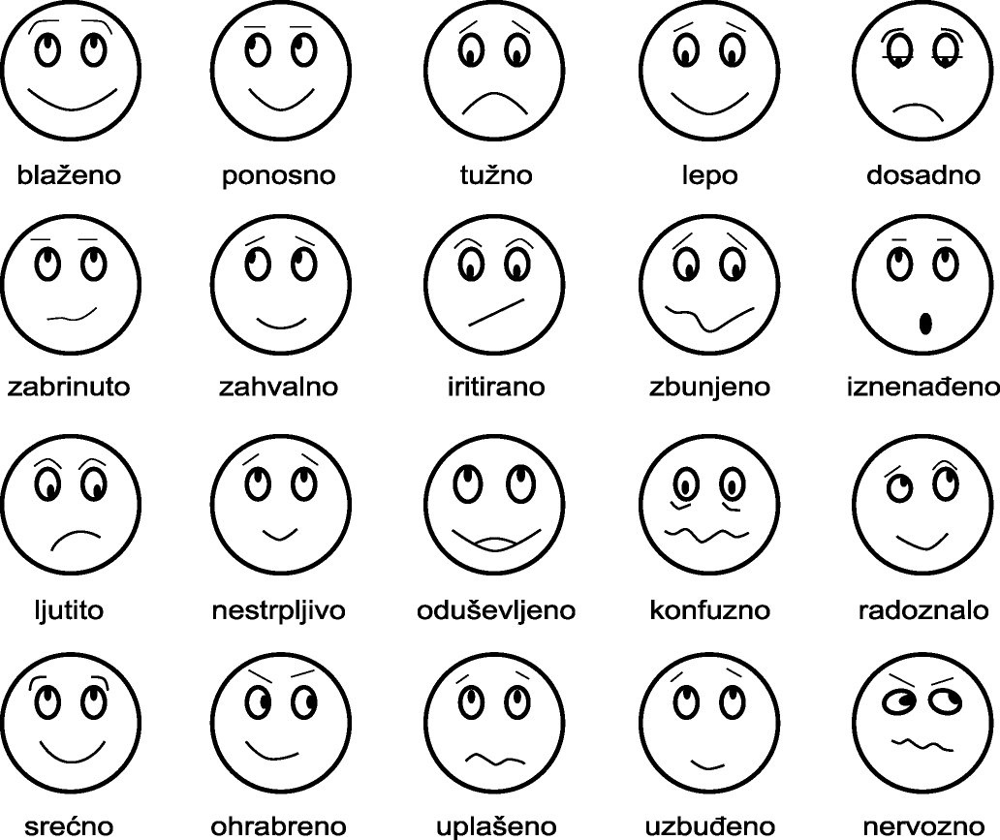 blaženo ponosno tužno lepo dosadno
zabrinuto zahvalno iritirano zbunjeno iznenađeno
ljutito nestrpljivo oduševljeno konfuzno radoznalo
srećno ohrabreno uplašeno uzbuđeno nervozno